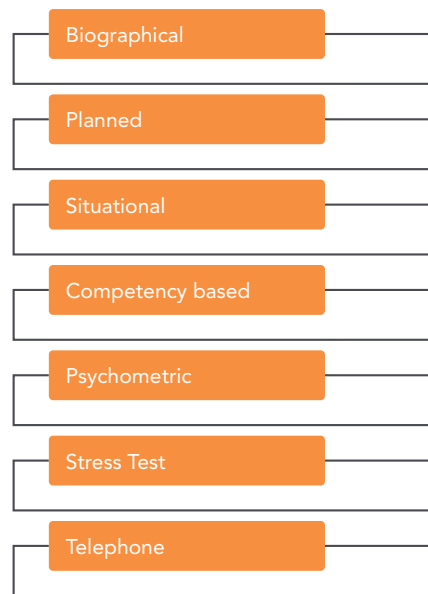 Biographical
Planned
Situational
Competency based
Psychometric
Stress Test
Telephone